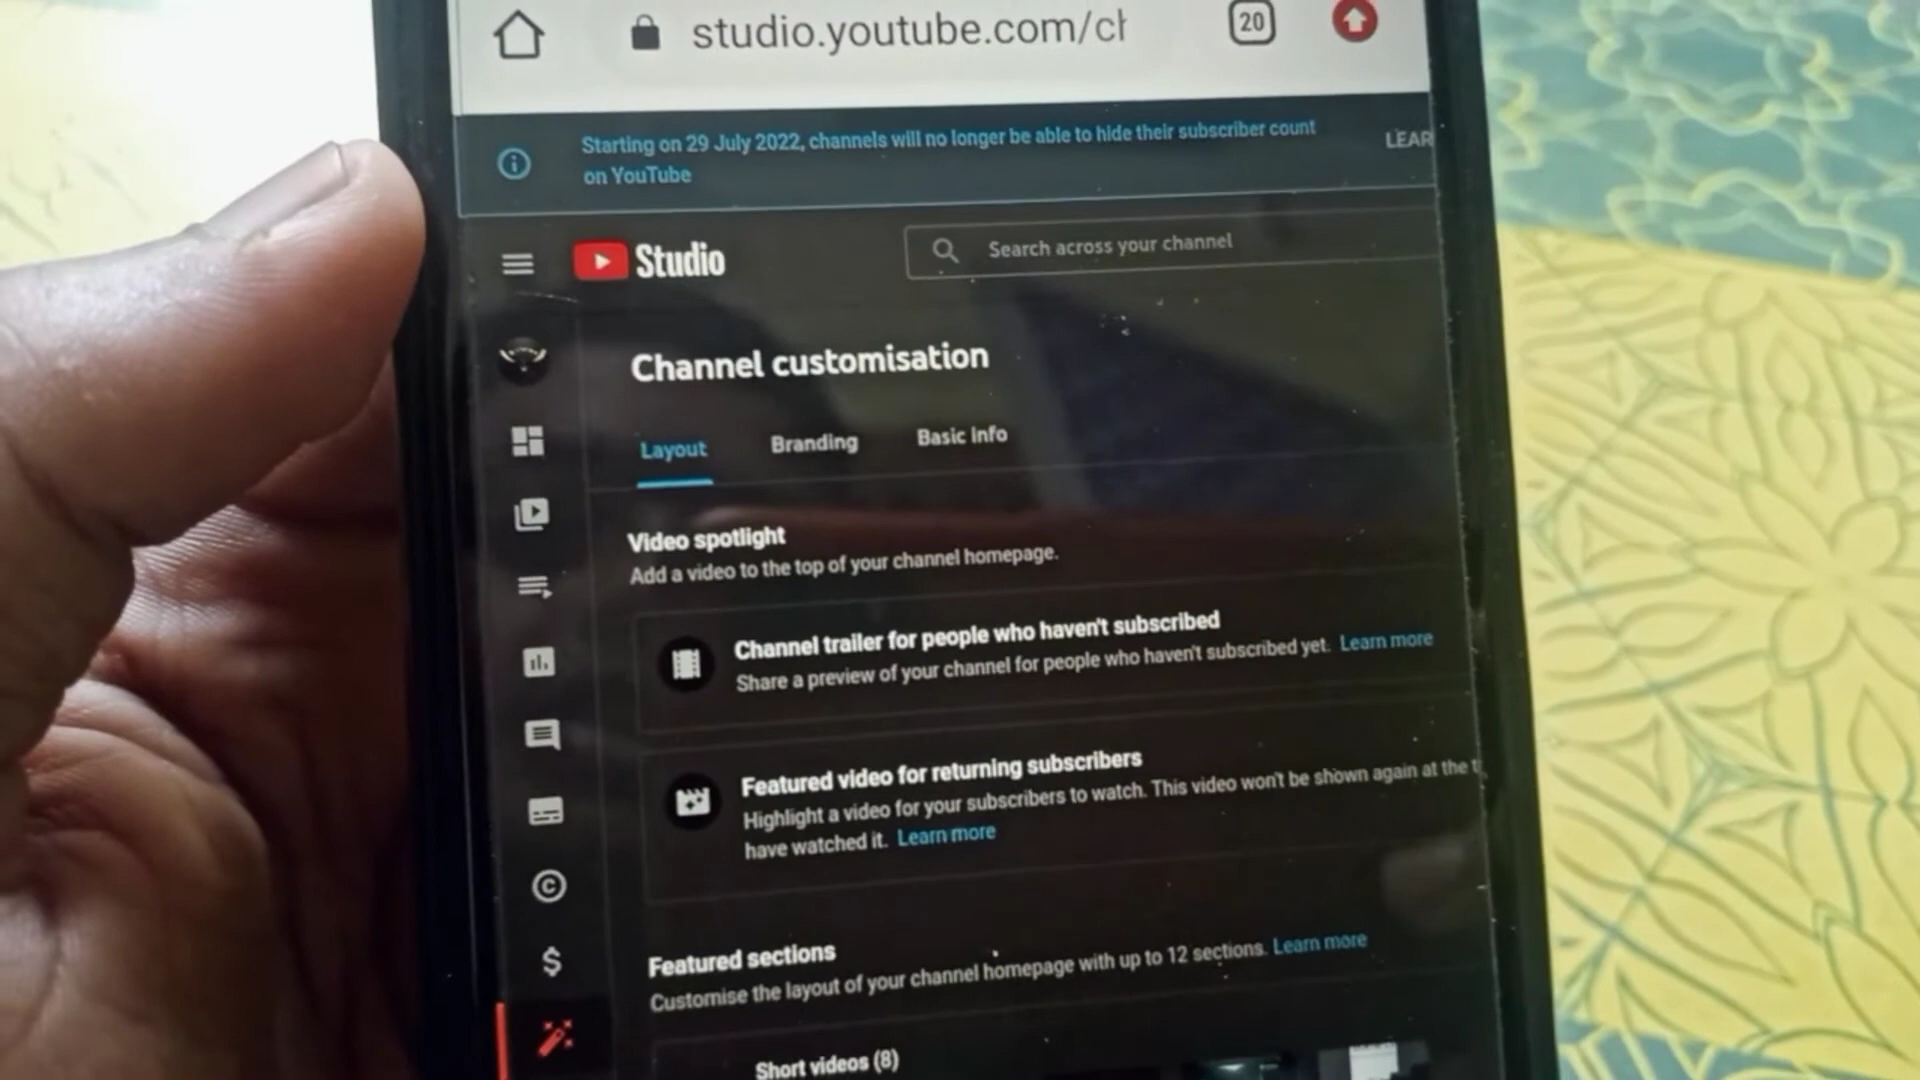 studio.youtube.com/cl
20
Starting on 29 July 2022, channels will no longer be able to hide their subscriber count
LEAR
on YouTube
Studio
Search across your channel
Channel customisation
Layout
Branding
Basic info
Video spotlight
Add a video to the top of your channel homepage.
Channel trailer for people who haven't subscribed
Share a preview of your channel for people who haven't subscribed yet. Learn more
Featured video for returning subscribers
Highlight a video for your subscribers to watch. This video won't be shown again at the t
have watched it. Learn more
Featured sections
Customise the layout of your channel homepage with up to 12 sections. Learn more
Short videos (8)